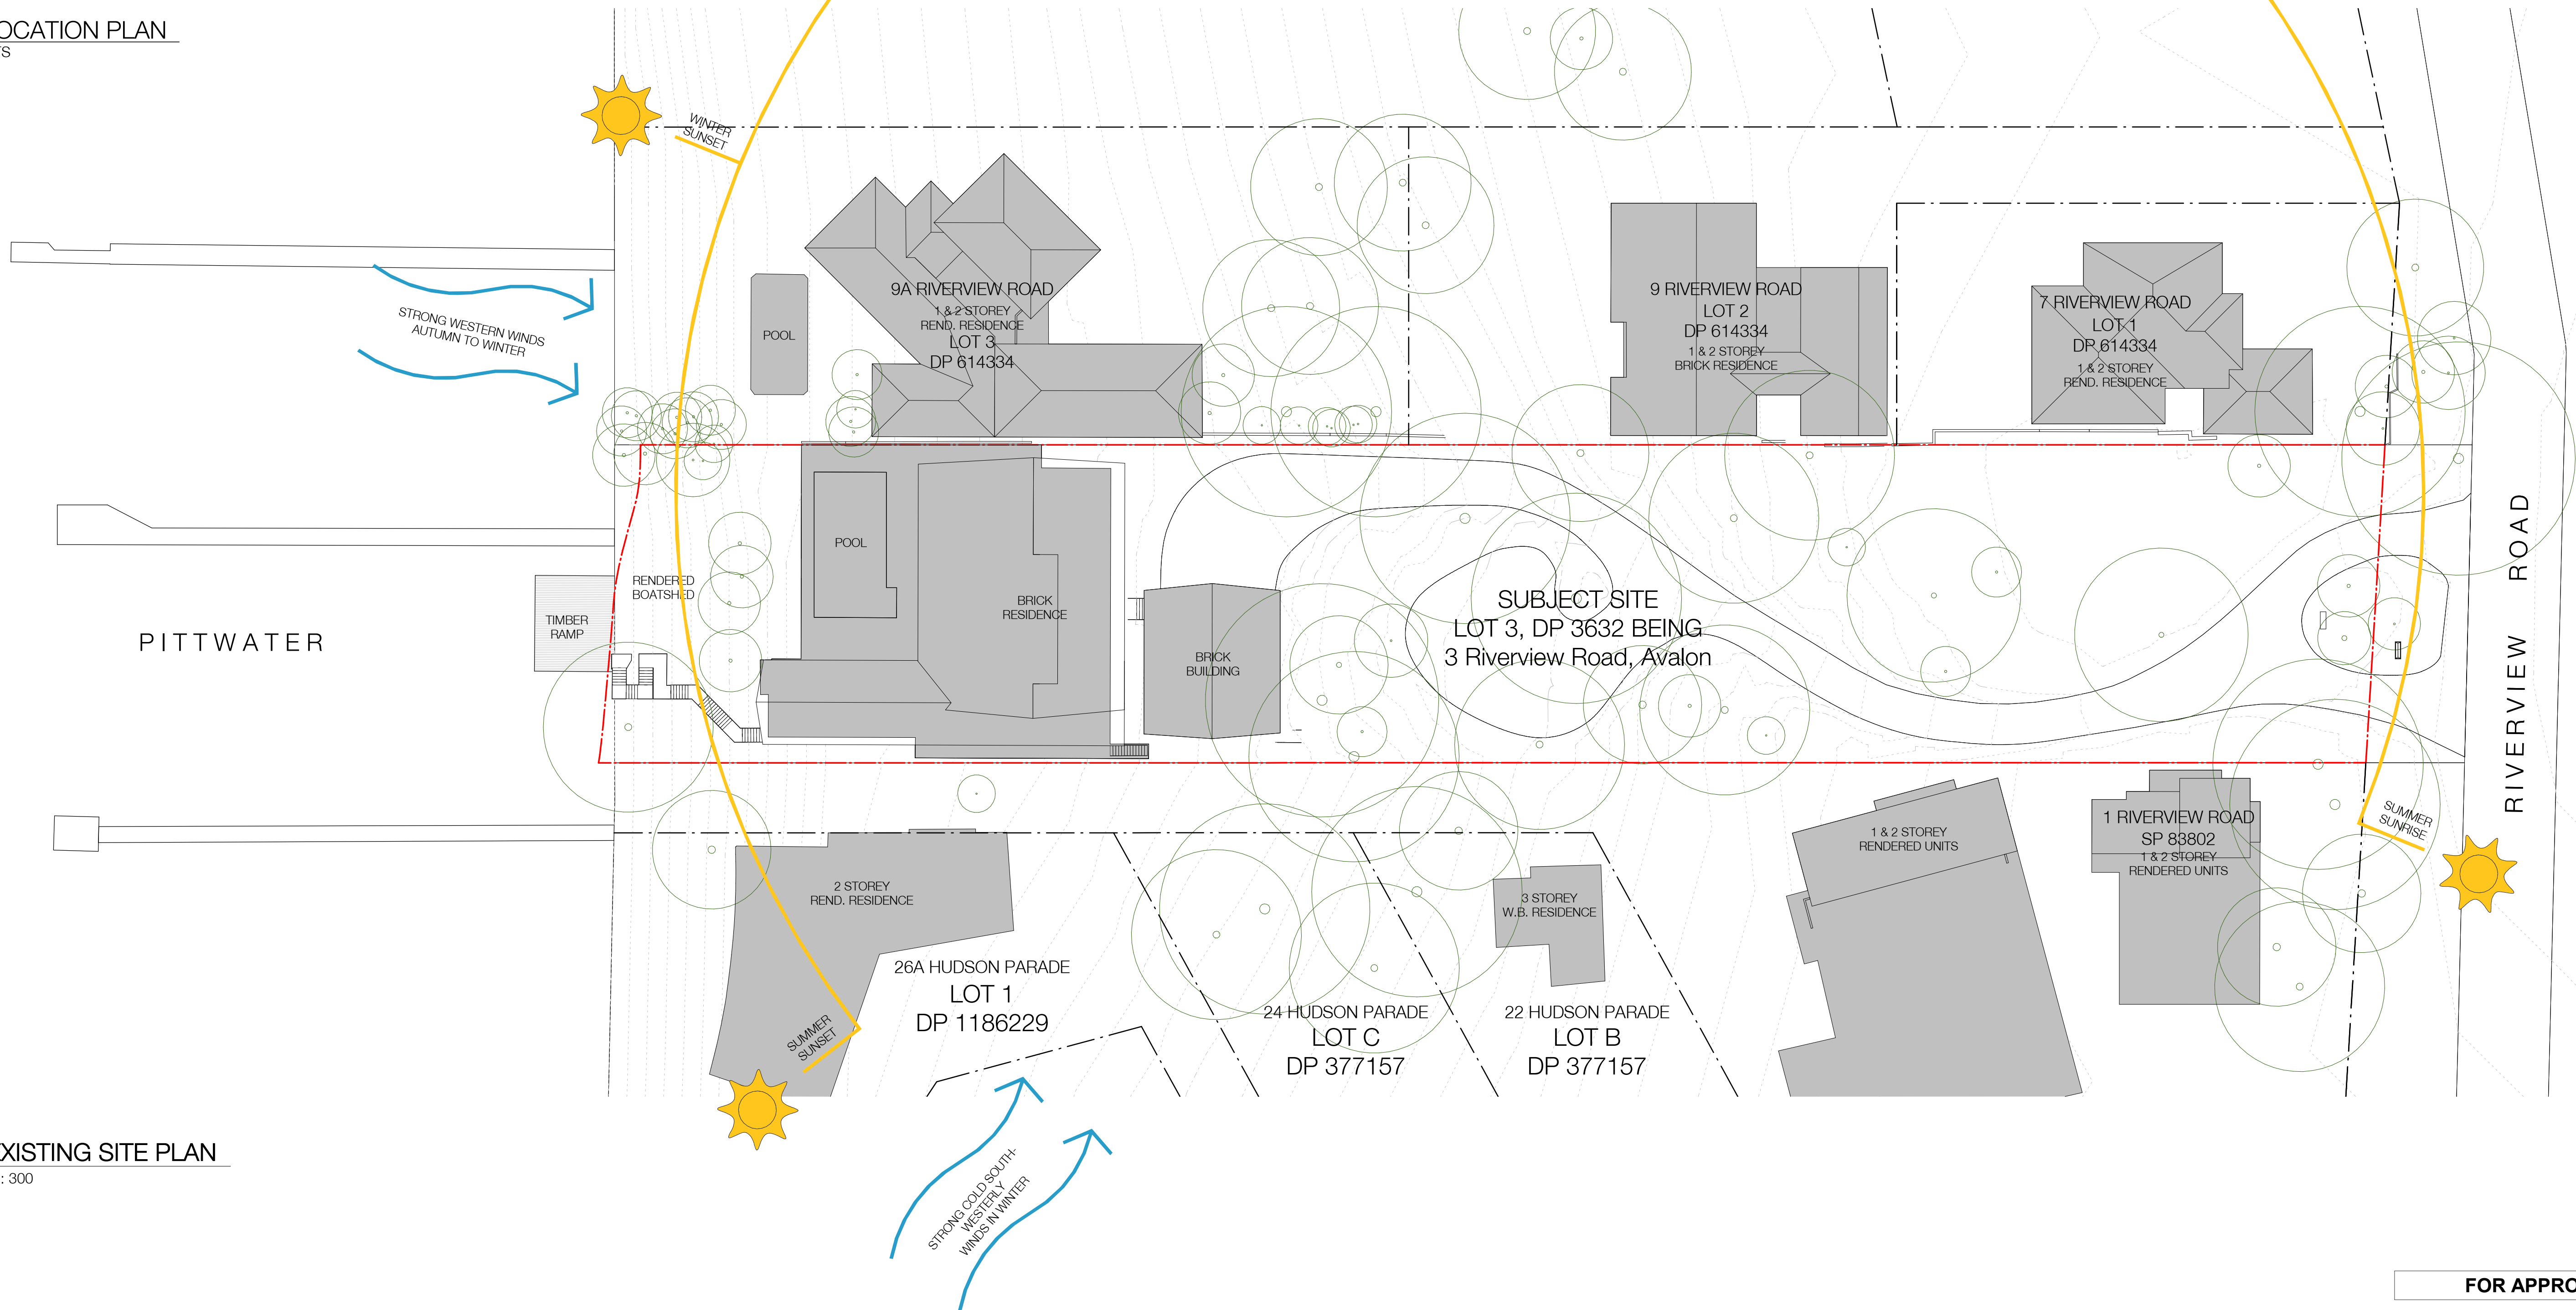 OCATION PLAN
TS
WINTER
SUNSET
STRONG WESTERN WINDS
AUTUMN TO WINTER
POOL
9A RIVERVIEW ROAD
1 & 2 STOREY
REND. RESIDENCE
LOT 3
DP 614334
9 RIVERVIEW ROAD
LOT 2
DP 614334
1 & 2 STOREY
BRICK RESIDENCE
7 RIVERVIEW ROAD
LOT 1
DP 614334
1 & 2 STOREY
REND. RESIDENCE
PITTWATER
TIMBER
RAMP
RENDERED
BOATSHED
POOL
BRICK
RESIDENCE
BRICK
BUILDING
SUBJECT SITE
LOT 3, DP 3632 BEING
3 Riverview Road, Avalon
RIVERVIEW ROAD
2 STOREY
REND. RESIDENCE
26A HUDSON PARADE
LOT 1
DP 1186229
SUMMER
SUNSET
24 HUDSON PARADE
LOT C
DP 377157
3 STOREY
W.B. RESIDENCE
22 HUDSON PARADE
LOT B
DP 377157
1 & 2 STOREY
RENDERED UNITS
1 RIVERVIEW ROAD
SP 83802
1 & 2 STOREY
RENDERED UNITS
SUMMER
SUNRISE
STRONG COLD SOUTH-
WESTERLY
WINDS IN WINTER
EXISTING SITE PLAN
: 300
FOR APPRO